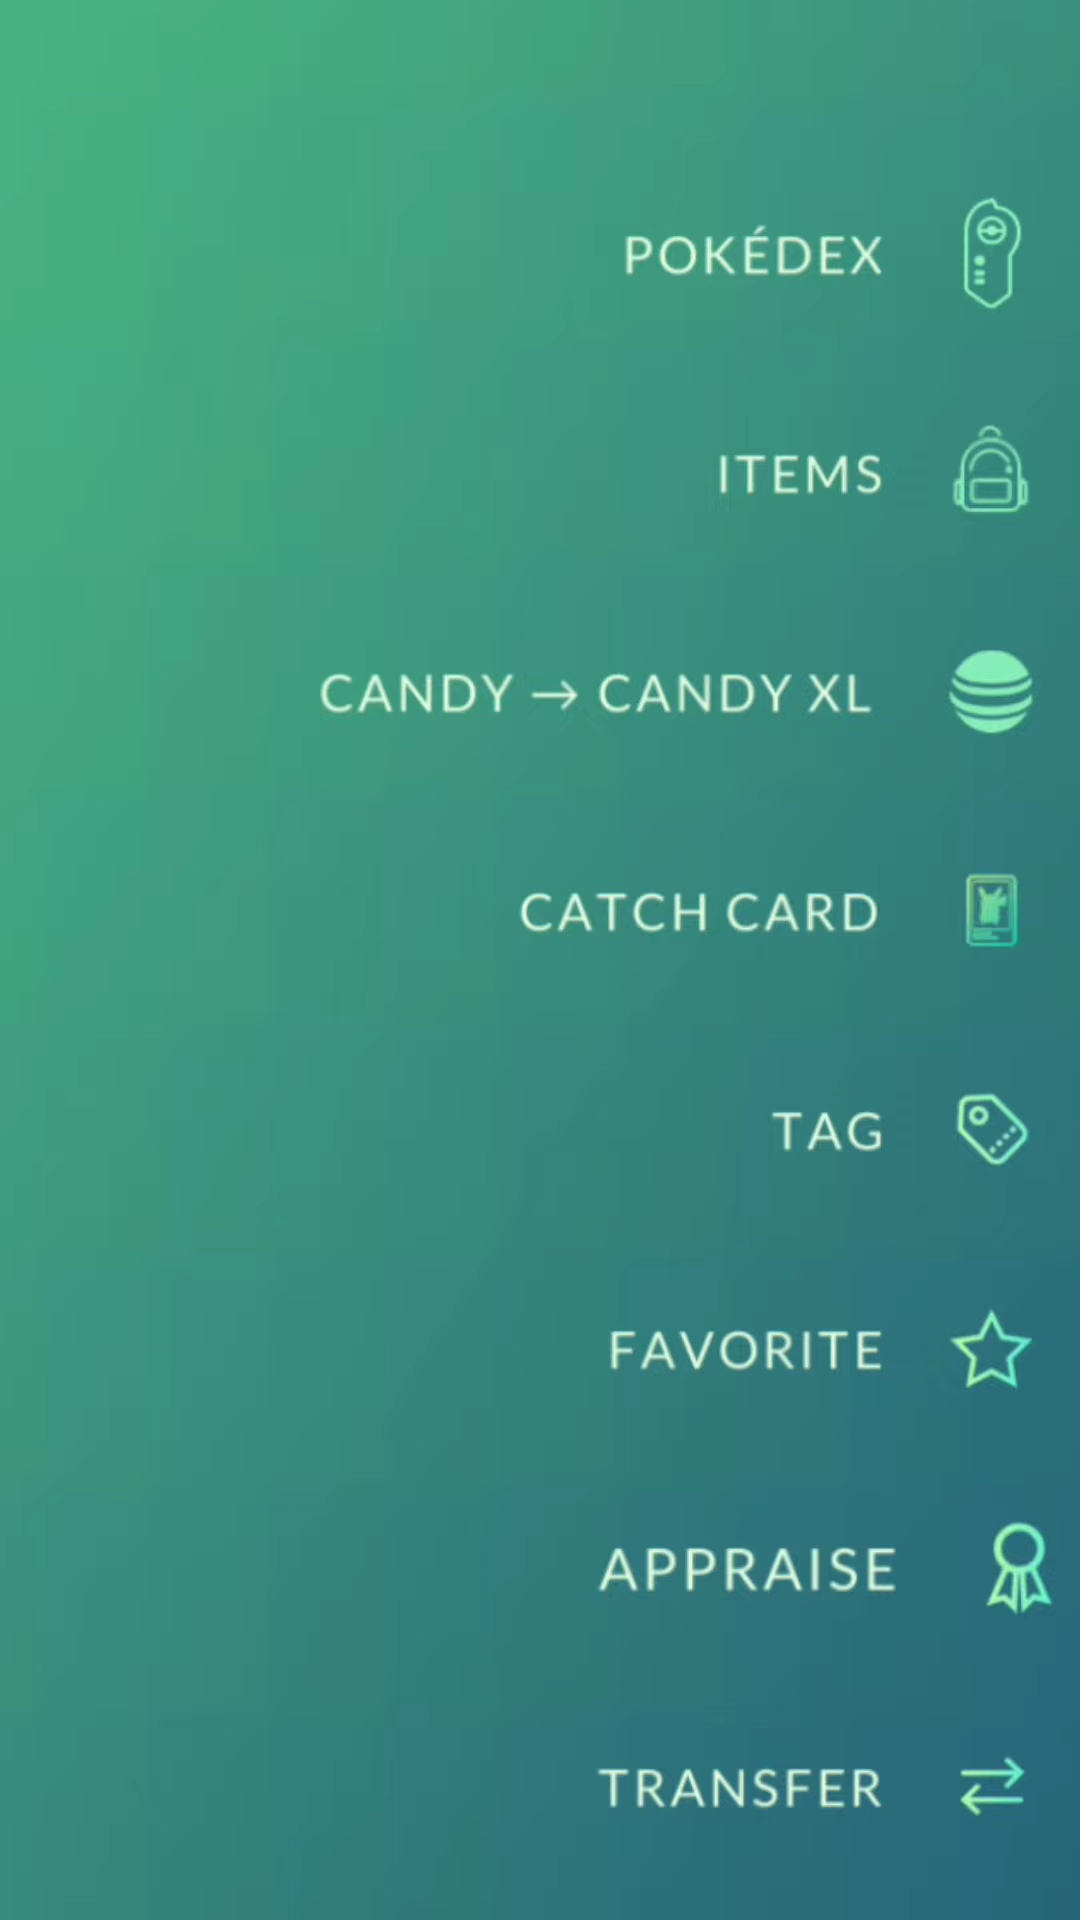 POKÉDEX
ITEMS
CANDY → CANDY XL
CATCH CARD
TAG
FAVORITE
APPRAISE
TRANSFER